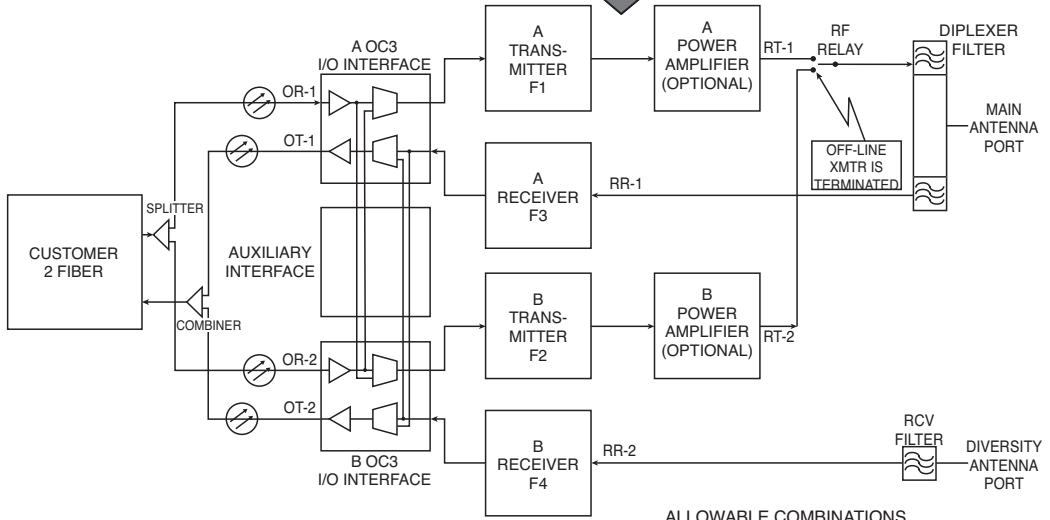 A OC3
I/O INTERFACE
OR-1
OT-1
A
TRANS-
MITTER
F1
A
POWER
AMPLIFIER
(OPTIONAL)
RT-1
RF
RELAY
DIPLEXER
FILTER
MAIN
ANTENNA
PORT
OFF-LINE
XMTR IS
TERMINATED
A
RECEIVER
F3
RR-1
CUSTOMER
2 FIBER
SPLITTER
COMBINER
AUXILIARY
INTERFACE
B
TRANS-
MITTER
F2
B
POWER
AMPLIFIER
(OPTIONAL)
RT-2
OR-2
OT-2
B OC3
I/O INTERFACE
B
RECEIVER
F4
RR-2
RCV
FILTER
DIVERSITY
ANTENNA
PORT
ALLOWABLE COMBINATIONS